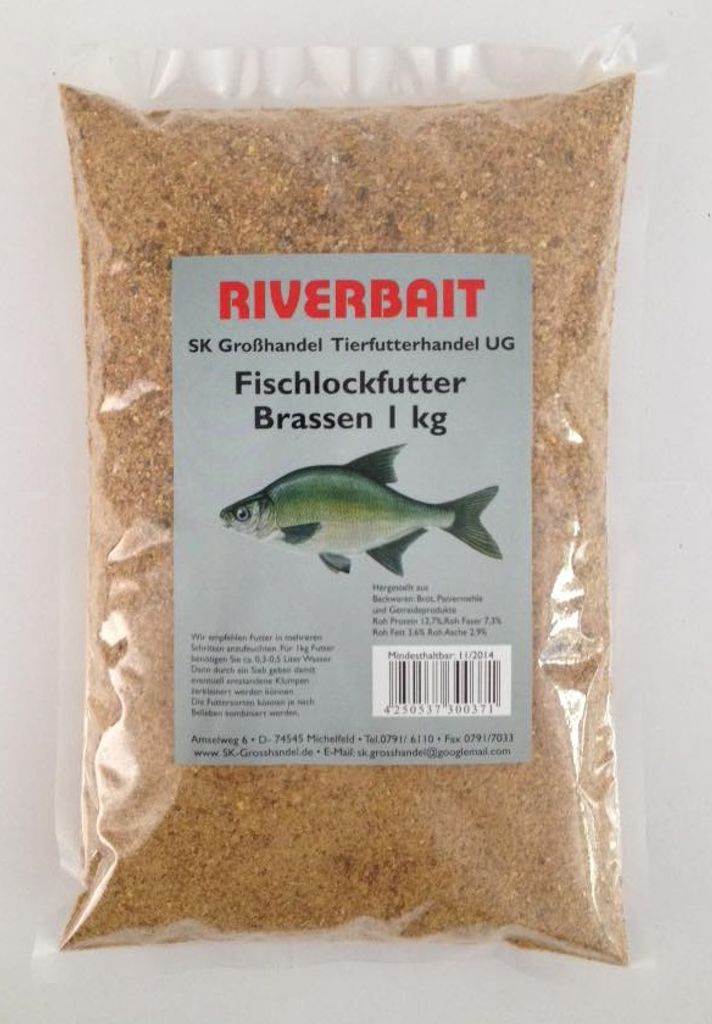 RIVERBAIT
SK Großhandel Tierfutterhandel UG
Fischlockfutter
Brassen 1 kg
Hergestellt aus
Backwaren: Brot, Paniermehle
und Getreideprodukte
Roh Protein 12,7%, Roh Faser 7,3%
Roh Fett 3,6% Roh Asche 2,9%
Wir empfehlen Futter in mehreren
Schritten anzufeuchten. Für 1kg Futter
benötigen Sie ca. 0,3-0,5 Liter Wasser
Dann durch ein Sieb geben damit
eventuell entstandene Klumpen
zerkleinert werden können.
Die Futtersorten können je nach
Belieben kombiniert werden.
Mindesthaltbar: 11/2014
4250537300371
Amselweg 6 • D- 74545 Michelfeld • Tel.0791/ 6110 • Fax 0791/7033
www.SK-Grosshandel.de • E-Mail: sk.grosshandel@googlemail.com